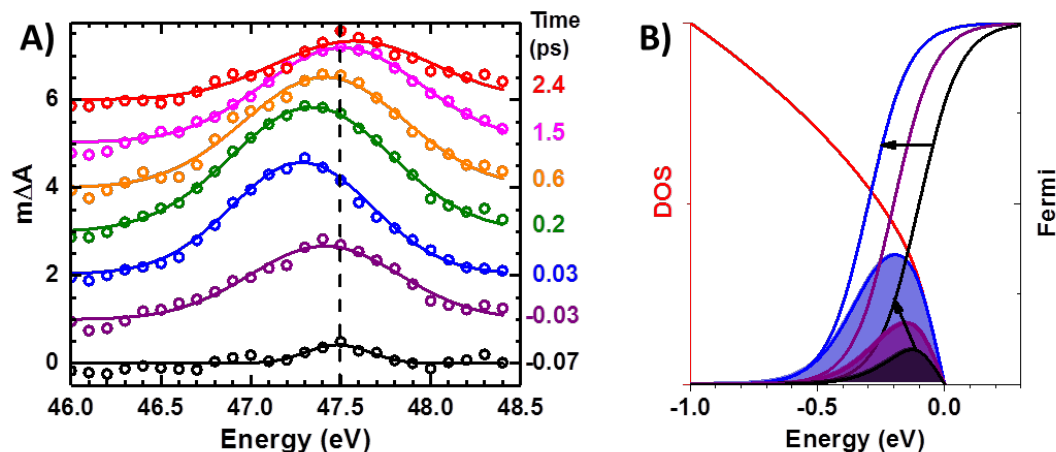 A)
Time
(ps)
2.4
1.5
0.6
0.2
0.03
-0.03
-0.07
mΔA
6
4
2
0
46.0 46.5 47.0 47.5 48.0 48.5
Energy (eV)
B)
DOS
Fermi
-1.0 -0.5 0.0
Energy (eV)